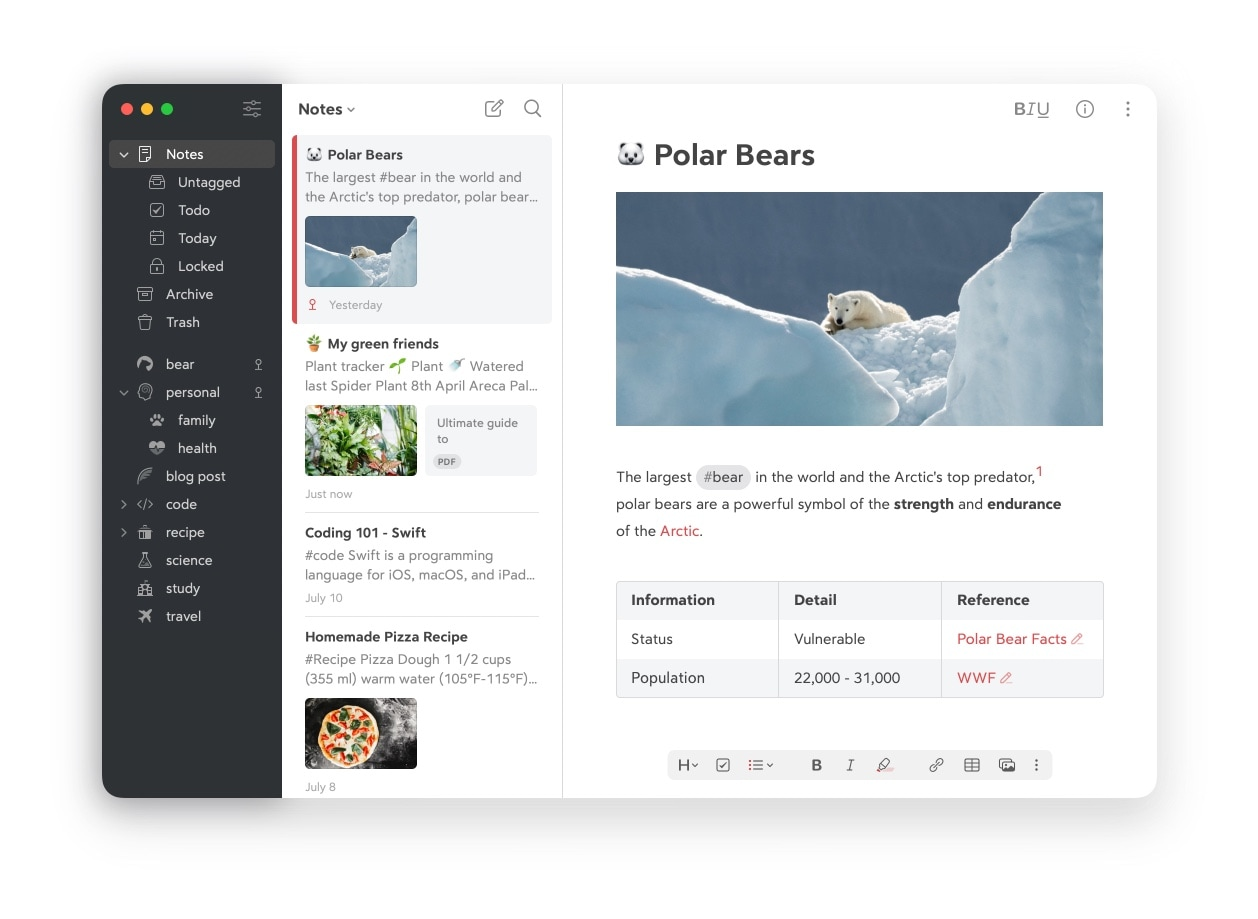 Notes
Untagged
Todo
Today
Locked
Archive
Trash
bear
personal
family
health
blog post
code
recipe
science
study
travel
Notes
🐻‍❄️ Polar Bears
The largest #bear in the world and
the Arctic's top predator, polar bear...
Yesterday
🪴 My green friends
Plant tracker 🌱 Plant 🚿 Watered
last Spider Plant 8th April Areca Pal...
Ultimate guide
to
PDF
Just now
Coding 101 - Swift
#code Swift is a programming
language for iOS, macOS, and iPad...
July 10
Homemade Pizza Recipe
#Recipe Pizza Dough 1 1/2 cups
(355 ml) warm water (105°F-115°F)...
July 8
BIU
🐻‍❄️ Polar Bears
The largest #bear in the world and the Arctic's top predator,1
polar bears are a powerful symbol of the strength and endurance
of the Arctic.
Information Detail Reference
Status Vulnerable Polar Bear Facts
Population 22,000 - 31,000 WWF
H B I